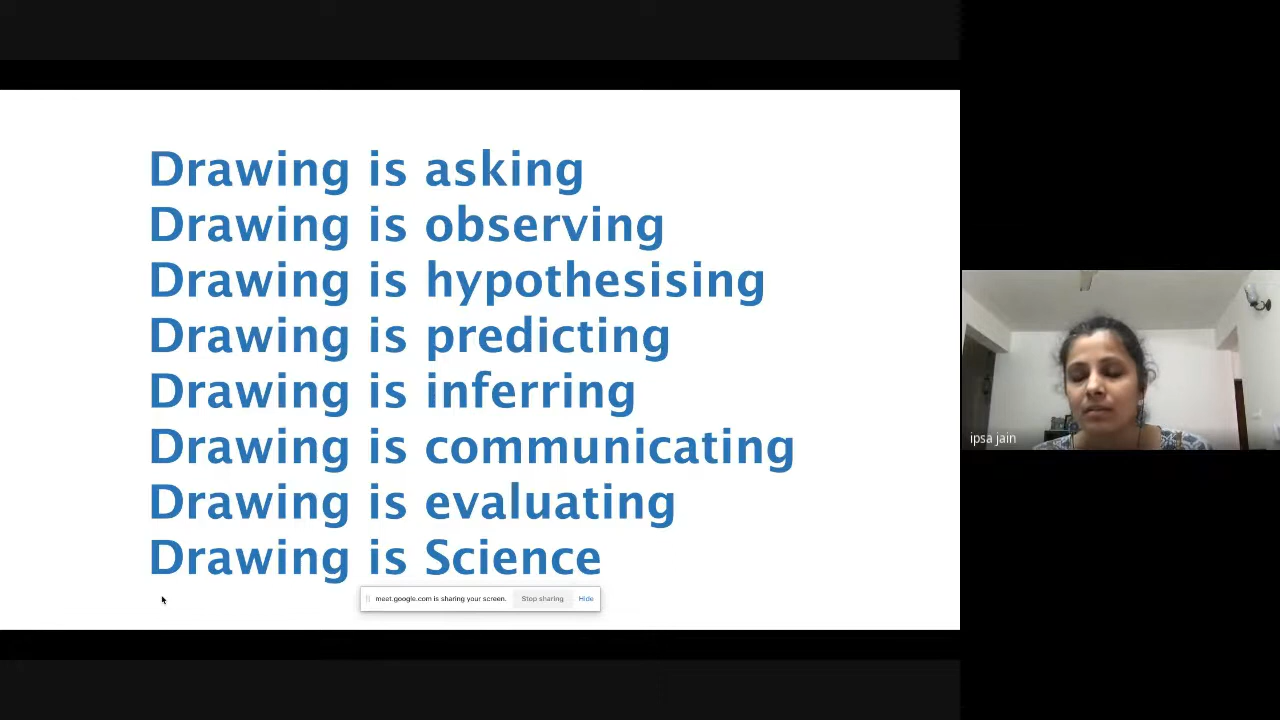 Drawing is asking
Drawing is observing
Drawing is hypothesising
Drawing is predicting
Drawing is inferring
Drawing is communicating
Drawing is evaluating
Drawing is Science
meet.google.com is sharing your screen. Stop sharing Hide
ipsa jain